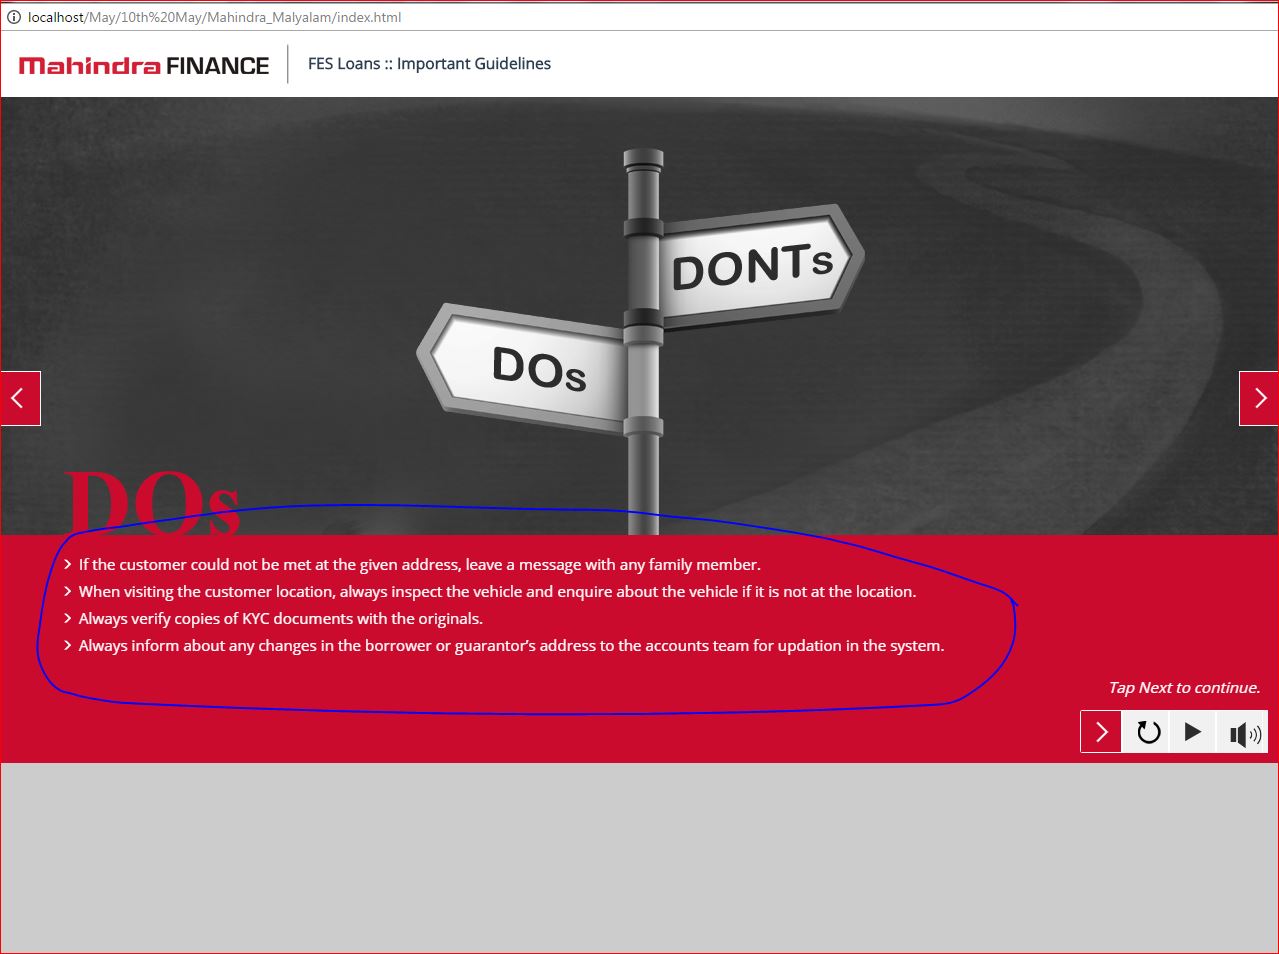 localhost/May/10th%20May/Mahindra_Malyalam/index.html
Mahindra FINANCE
FES Loans :: Important Guidelines
DONTs
DOs
DOs
> If the customer could not be met at the given address, leave a message with any family member.
> When visiting the customer location, always inspect the vehicle and enquire about the vehicle if it is not at the location.
> Always verify copies of KYC documents with the originals.
> Always inform about any changes in the borrower or guarantor’s address to the accounts team for updation in the system.
Tap Next to continue.